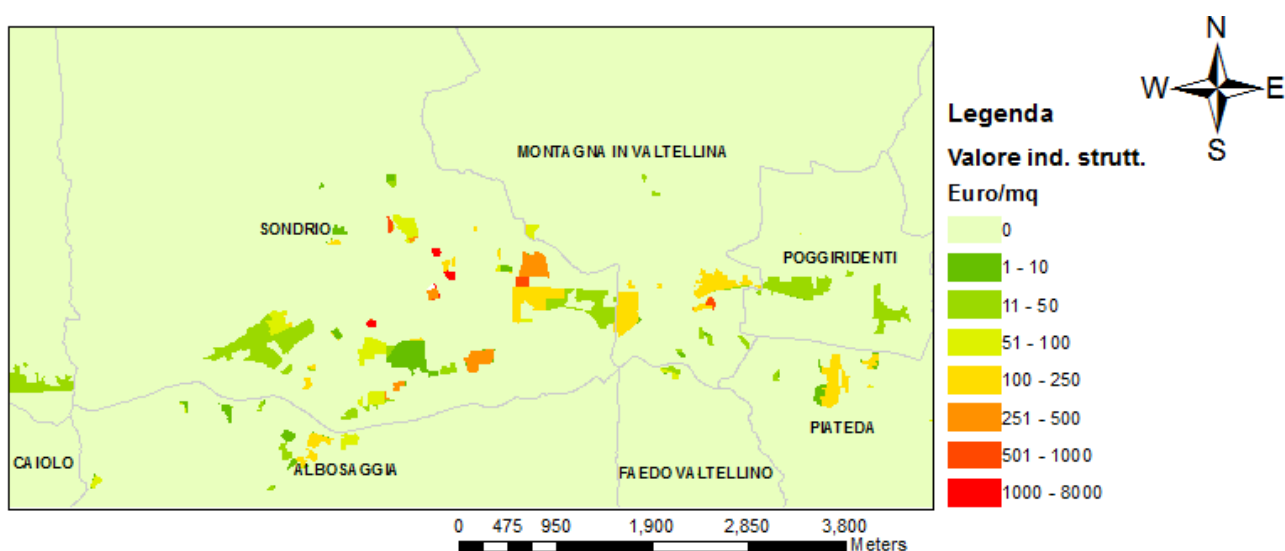 N
W E
S
Legenda
Valore ind. strutt.
Euro/mq
0
1 - 10
11 - 50
51 - 100
100 - 250
251 - 500
501 - 1000
1000 - 8000
MONTAGNA IN VALTELLINA
SONDRIO
POGGIRIDENTI
PIATEDA
CAIOLO
ALBOSAGGIA
FAEDO VALTELLINO
0 475 950 1,900 2,850 3,800
Meters